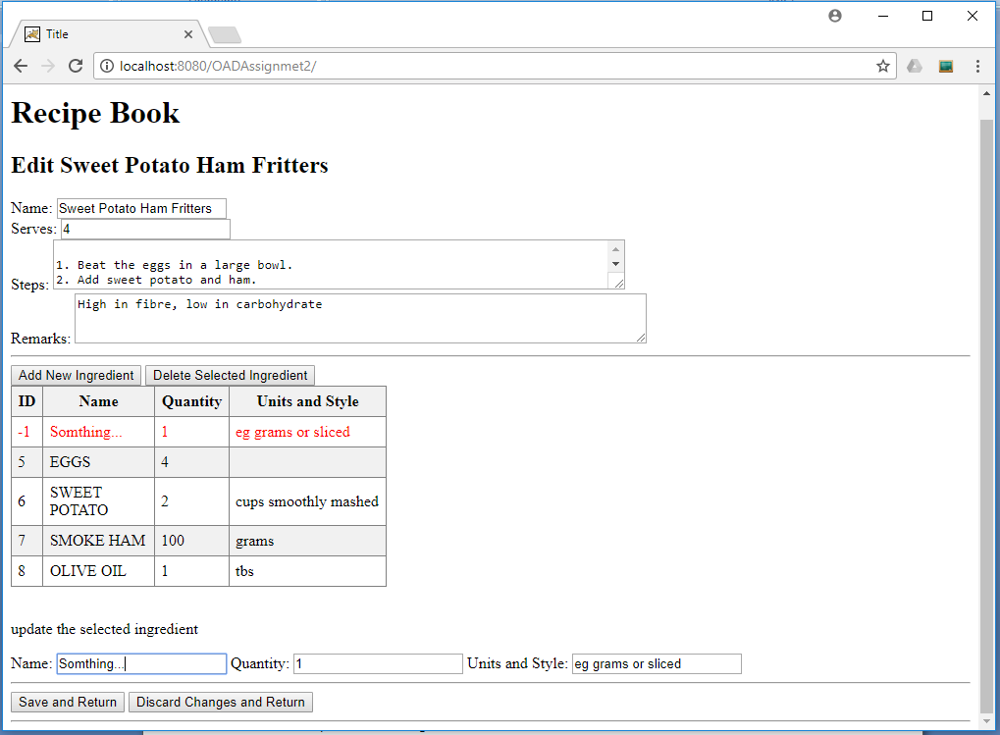 Title
localhost:8080/OADAssignmet2/
Recipe Book
Edit Sweet Potato Ham Fritters
Name: Sweet Potato Ham Fritters
Serves: 4
1. Beat the eggs in a large bowl.
2. Add sweet potato and ham.
Steps:
High in fibre, low in carbohydrate
Remarks:
Add New Ingredient Delete Selected Ingredient
ID Name Quantity Units and Style
-1 Somthing... 1 eg grams or sliced
5 EGGS 4
6 SWEET POTATO 2 cups smoothly mashed
7 SMOKE HAM 100 grams
8 OLIVE OIL 1 tbs
update the selected ingredient
Name: Somthing... Quantity: 1 Units and Style: eg grams or sliced
Save and Return Discard Changes and Return